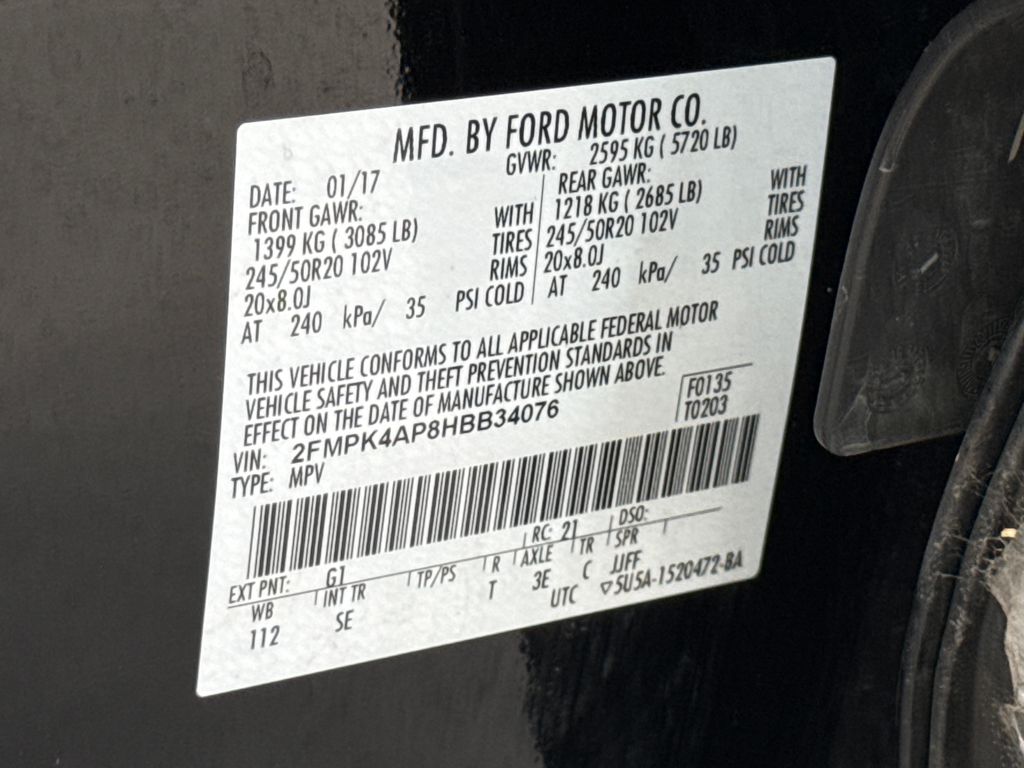 MFD. BY FORD MOTOR CO.
DATE: 01/17 GVWR: 2595 KG ( 5720 LB)
FRONT GAWR: REAR GAWR:
1399 KG ( 3085 LB) WITH 1218 KG ( 2685 LB) WITH
245/50R20 102V TIRES 245/50R20 102V TIRES
20x8.0J RIMS 20x8.0J RIMS
AT 240 kPa/ 35 PSI COLD AT 240 kPa/ 35 PSI COLD
THIS VEHICLE CONFORMS TO ALL APPLICABLE FEDERAL MOTOR
VEHICLE SAFETY AND THEFT PREVENTION STANDARDS IN
EFFECT ON THE DATE OF MANUFACTURE SHOWN ABOVE.
VIN: 2FMPK4AP8HBB34076 F0135
TYPE: MPV T0203
EXT PNT: G1 RC: 21 DSO:
WB INT TR TP/PS R AXLE TR SPR
112 SE T 3E C JJFF
UTC ▽5U5A-1520472-BA